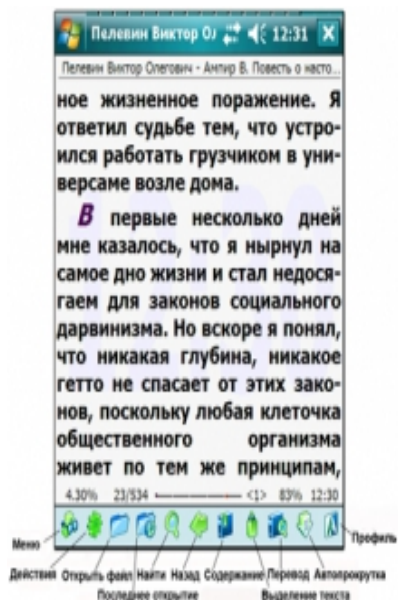 Пелевин Виктор Ол 12:31
Пелевин Виктор Олегович - Ампир В. Повесть о насто...
ное жизненное поражение. Я
ответил судьбе тем, что устро-
ился работать грузчиком в уни-
версаме возле дома.
В первые несколько дней
мне казалось, что я нырнул на
самое дно жизни и стал недося-
гаем для законов социального
дарвинизма. Но вскоре я понял,
что никакая глубина, никакое
гетто не спасает от этих зако-
нов, поскольку любая клеточка
общественного организма
живет по тем же принципам,
4.30% 23/534 <1> 83% 12:30
Меню Профиль
Действия Открыть файл Найти Назад Содержание Перевод Автопрокрутка
Последнее открытие Выделение текста